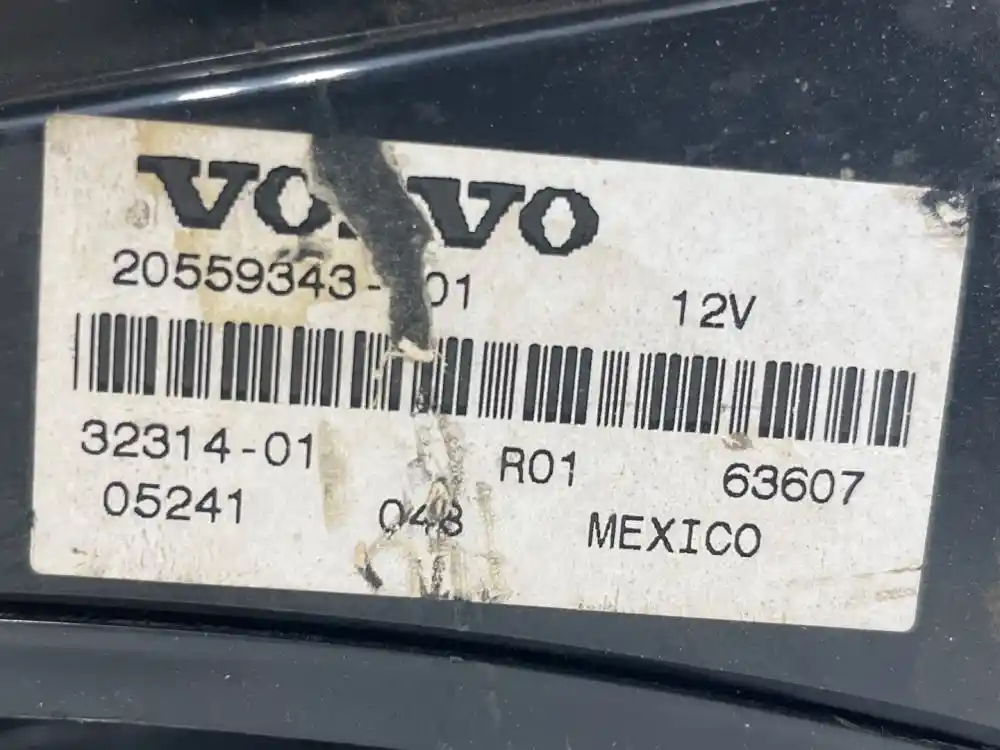 VOLVO
20559343- 01 12V
32314-01 R01 63607
05241 048 MEXICO